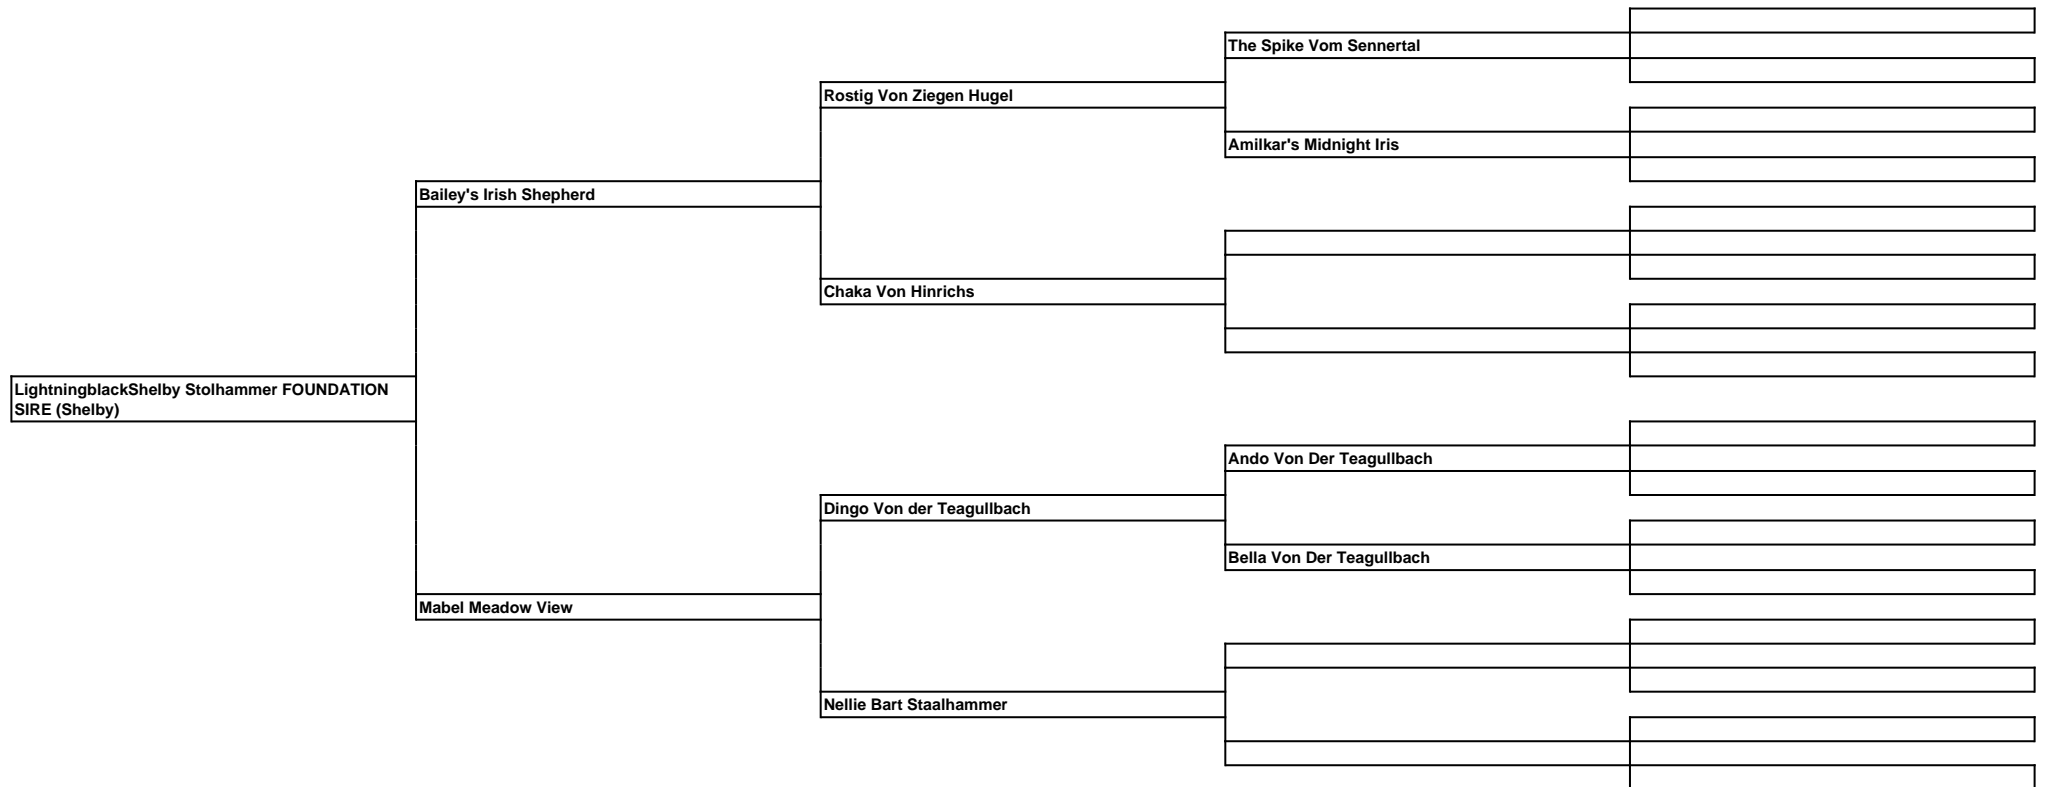 The Spike Vom Sennertal
Rostig Von Ziegen Hugel
Amilkar's Midnight Iris
Bailey's Irish Shepherd
Chaka Von Hinrichs
LightningblackShelby Stolhammer FOUNDATION
SIRE (Shelby)
Ando Von Der Teagullbach
Dingo Von der Teagullbach
Bella Von Der Teagullbach
Mabel Meadow View
Nellie Bart Staalhammer